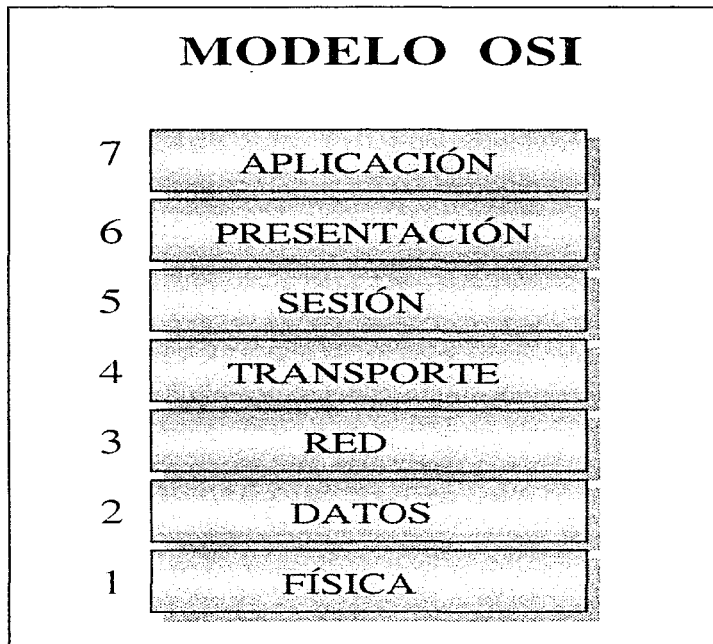 MODELO OSI
7 APLICACIÓN
6 PRESENTACIÓN
5 SESIÓN
4 TRANSPORTE
3 RED
2 DATOS
1 FÍSICA